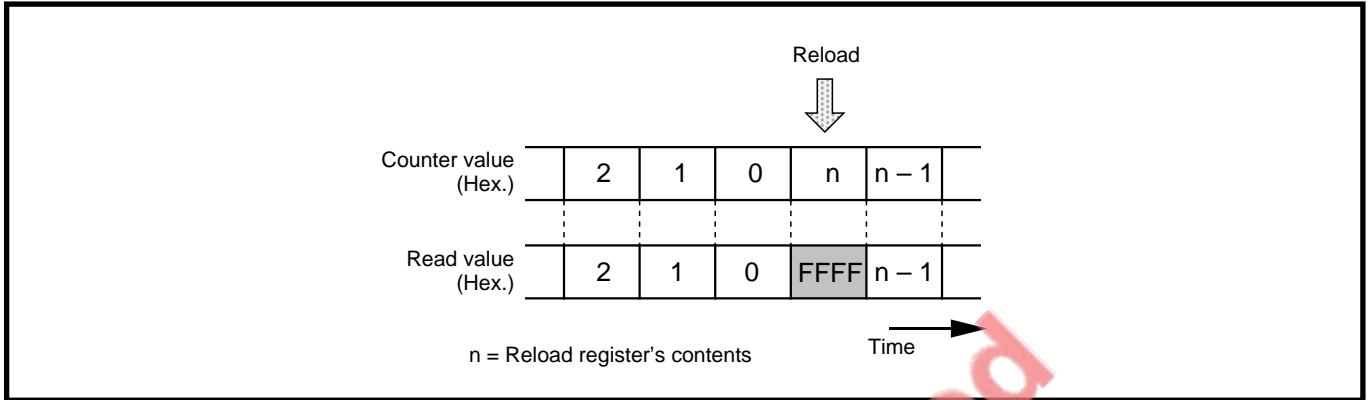 Reload
Counter value
(Hex.)
2 1 0 n n – 1
Read value
(Hex.)
2 1 0 FFFF n – 1
Time
n = Reload register's contents